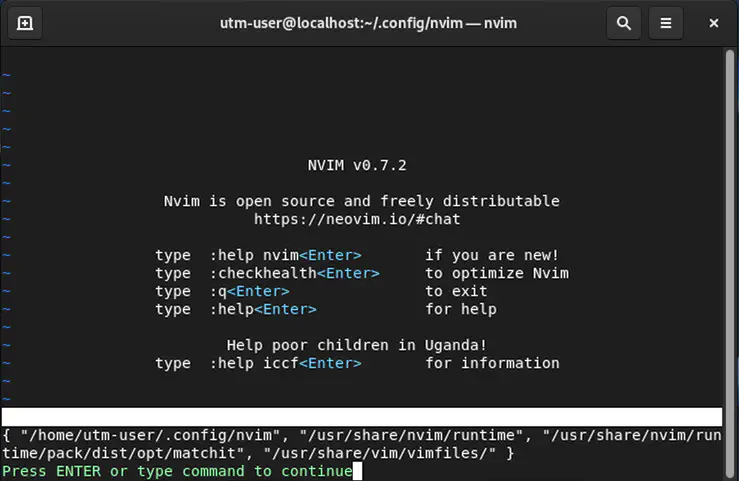 utm-user@localhost:~/.config/nvim — nvim
~
~
~
~
~
~
NVIM v0.7.2
~
~
Nvim is open source and freely distributable
~
https://neovim.io/#chat
~
~
type  :help nvim<Enter>       if you are new!
~
type  :checkhealth<Enter>     to optimize Nvim
~
type  :q<Enter>               to exit
~
type  :help<Enter>            for help
~
~
Help poor children in Uganda!
~
type  :help iccf<Enter>       for information
~
~
{ "/home/utm-user/.config/nvim", "/usr/share/nvim/runtime", "/usr/share/nvim/run
time/pack/dist/opt/matchit", "/usr/share/vim/vimfiles/" }
Press ENTER or type command to continue